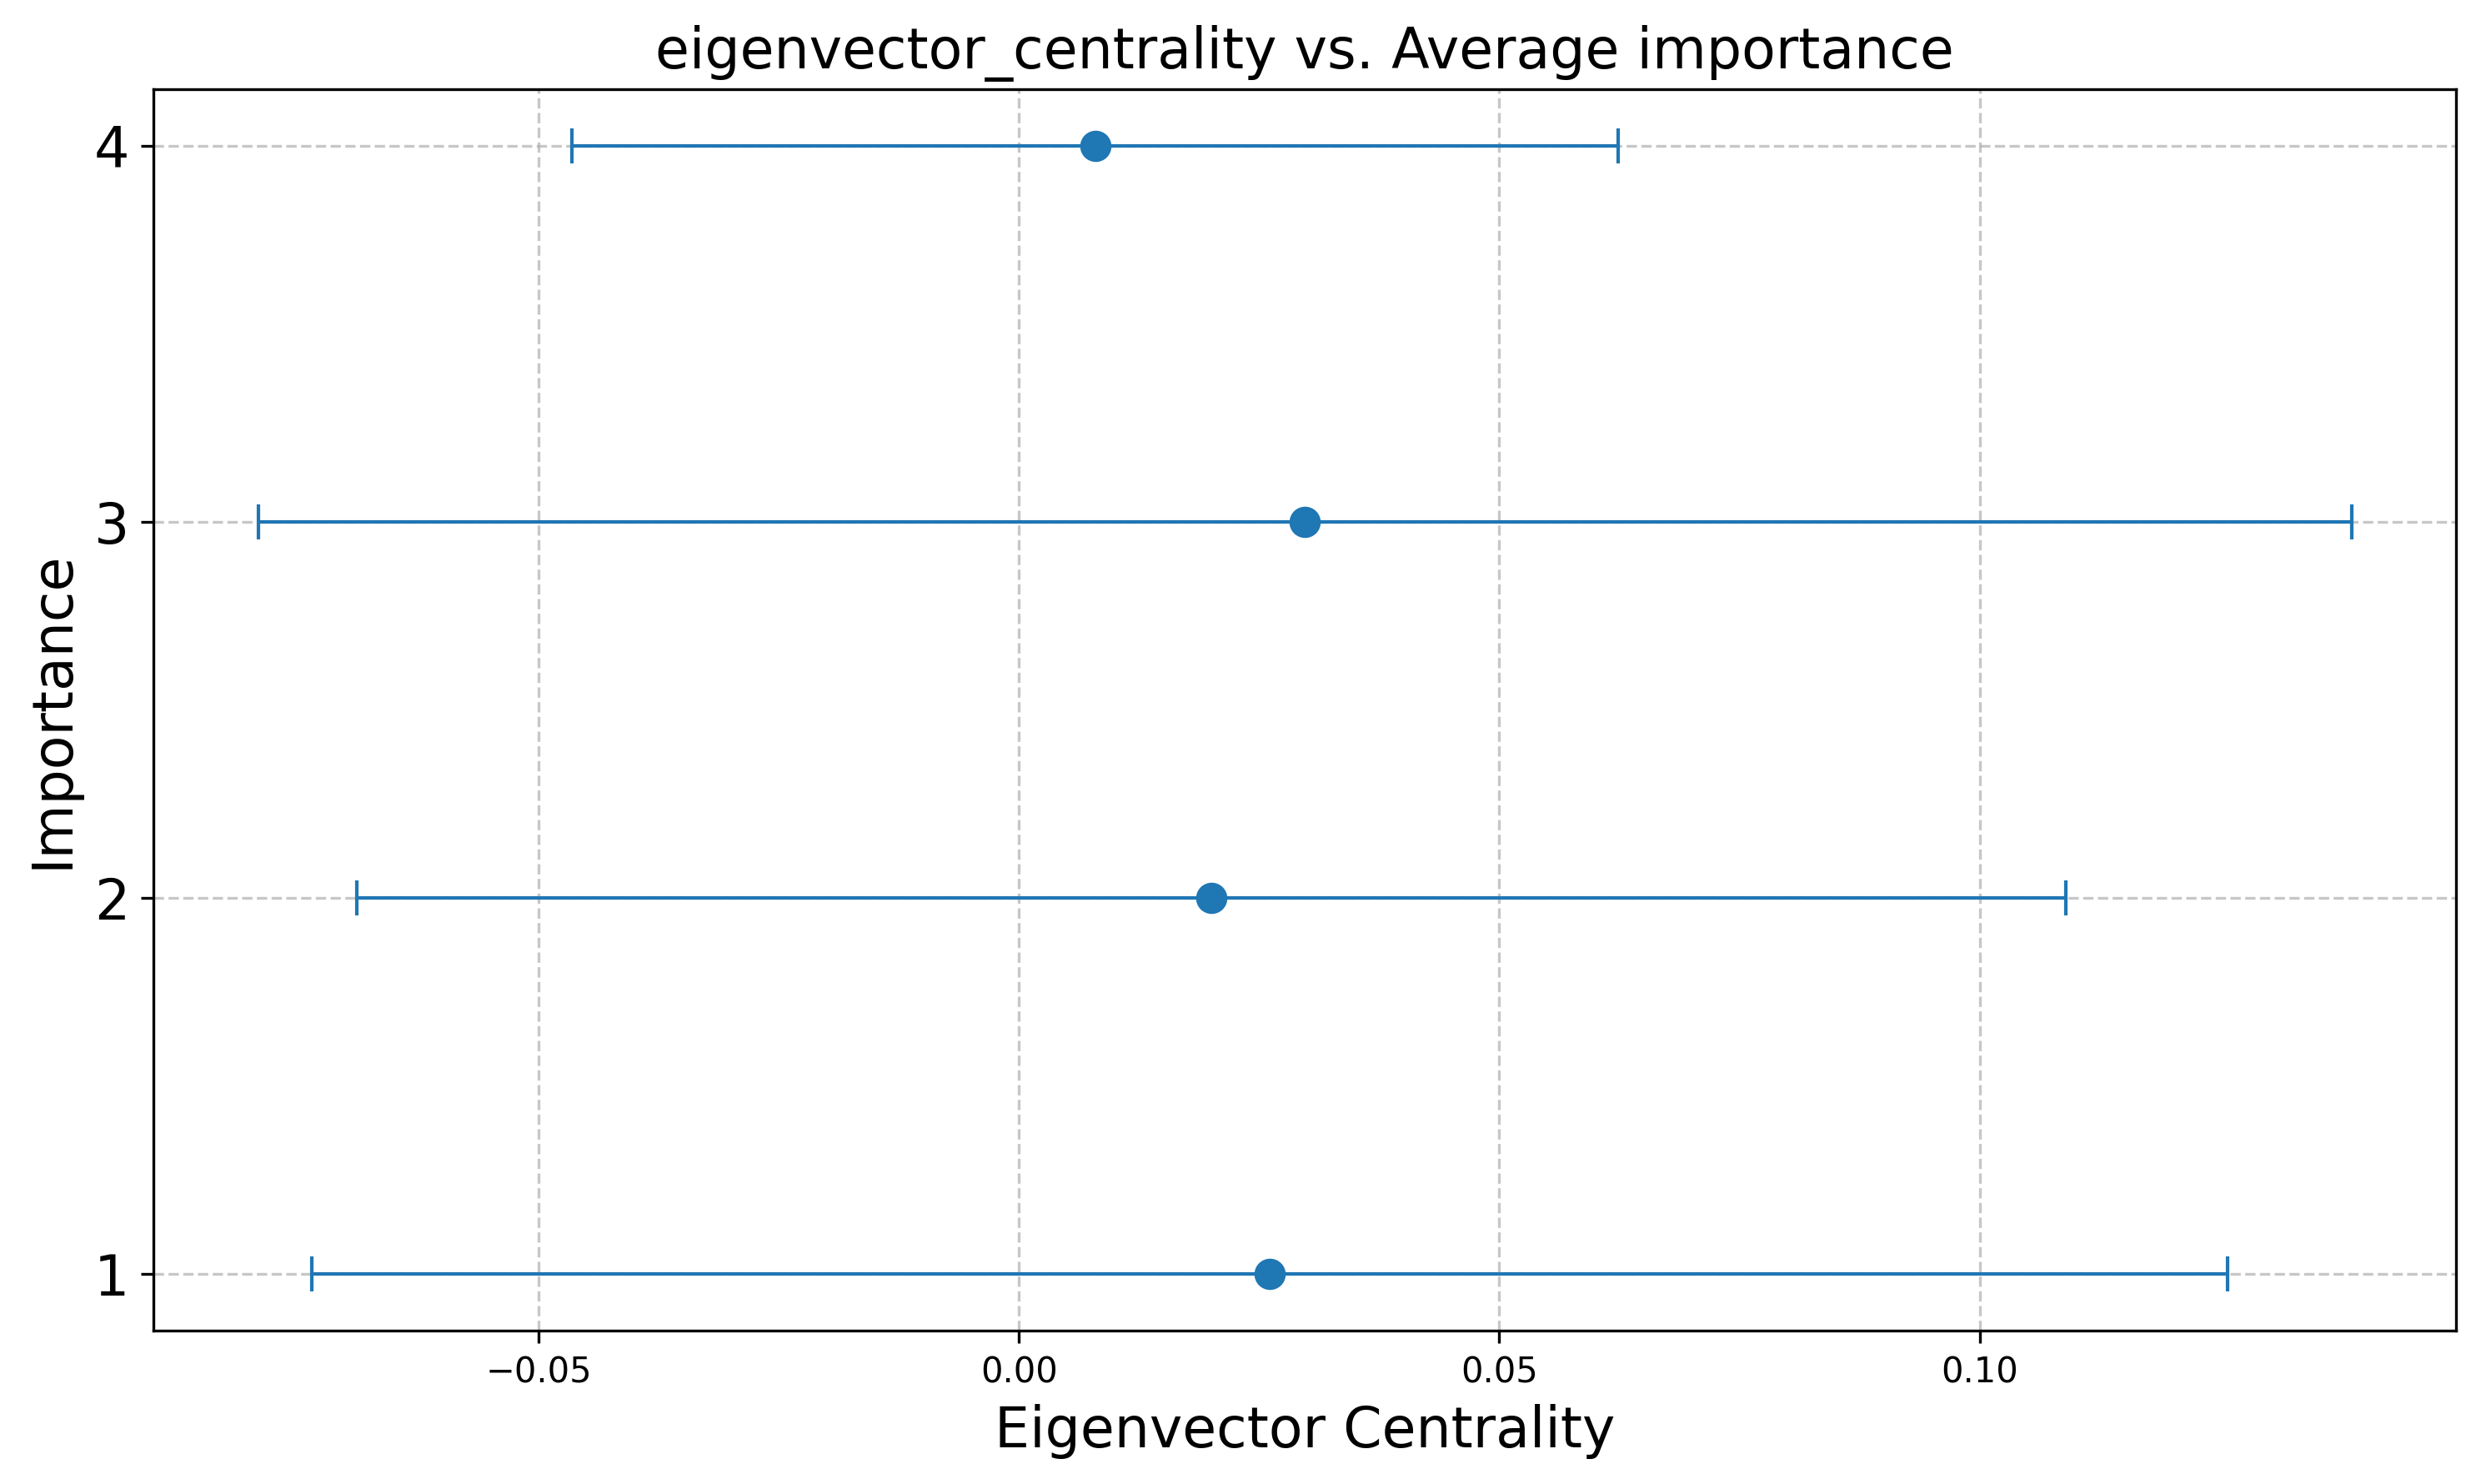 eigenvector_centrality vs. Average importance
4
3
2
1
Importance
−0.05 0.00 0.05 0.10
Eigenvector Centrality